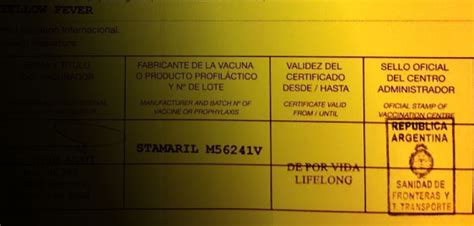 YELLOW FEVER
Internacional.
FABRICANTE DE LA VACUNA
O PRODUCTO PROFILÁCTICO
Y Nº DE LOTE
MANUFACTURER AND BATCH Nº OF
VACCINE OR PROPHYLAXIS
VALIDEZ DEL
CERTIFICADO
DESDE / HASTA
CERTIFICATE VALID
FROM / UNTIL
SELLO OFICIAL
DEL CENTRO
ADMINISTRADOR
OFICIAL STAMP OF
VACCINATION CENTRE
STAMARIL M56241V
DE POR VIDA
LIFELONG
REPUBLICA
ARGENTINA
SANIDAD DE
FRONTERAS Y
Y TRANSPORTE